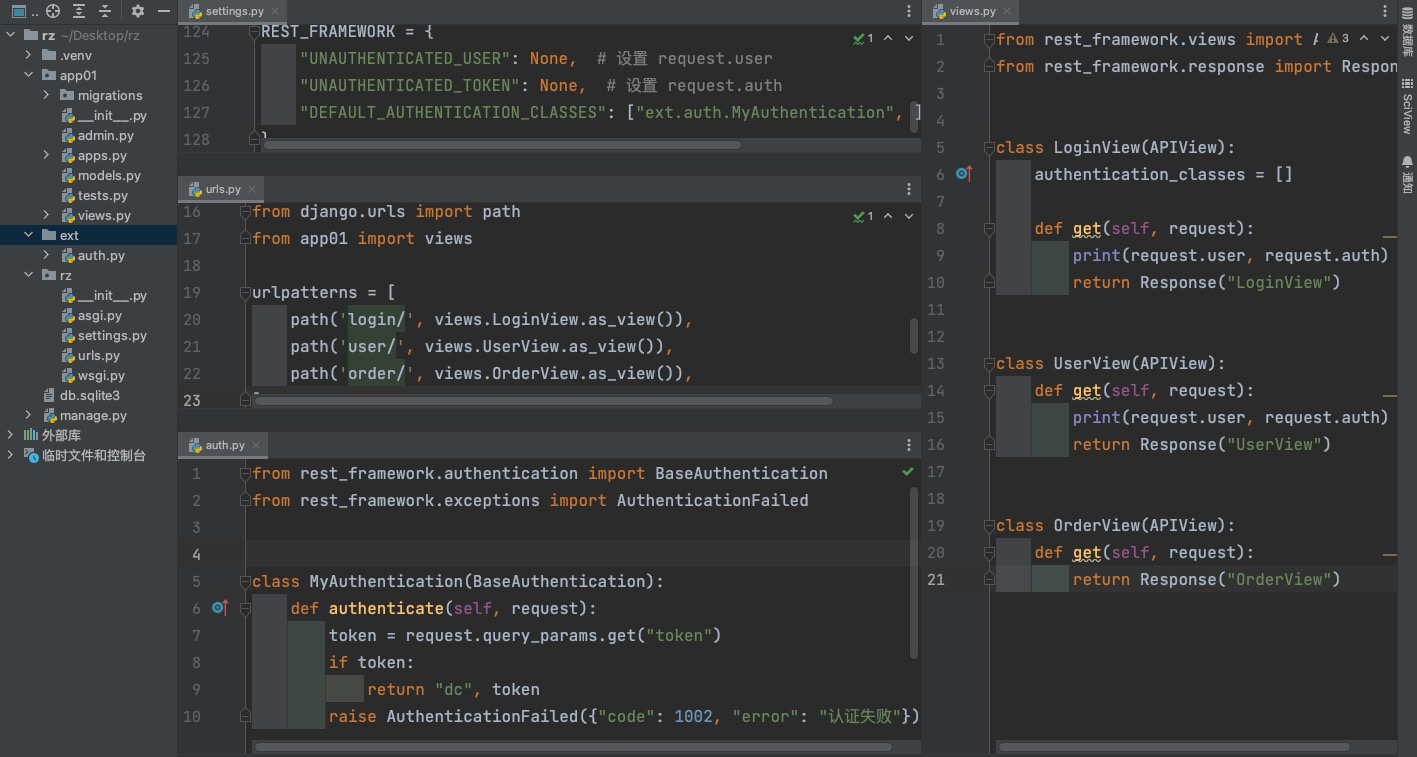 rz ~/Desktop/rz
.venv
app01
migrations
__init__.py
admin.py
apps.py
models.py
tests.py
views.py
ext
auth.py
rz
__init__.py
asgi.py
settings.py
urls.py
wsgi.py
db.sqlite3
manage.py
外部库
临时文件和控制台
settings.py
1
124 REST_FRAMEWORK = {
125 "UNAUTHENTICATED_USER": None, # 设置 request.user
126 "UNAUTHENTICATED_TOKEN": None, # 设置 request.auth
127 "DEFAULT_AUTHENTICATION_CLASSES": ["ext.auth.MyAuthentication", ]
128 }
urls.py
1
16 from django.urls import path
17 from app01 import views
18
19 urlpatterns = [
20 path('login/', views.LoginView.as_view()),
21 path('user/', views.UserView.as_view()),
22 path('order/', views.OrderView.as_view()),
23
auth.py
1 from rest_framework.authentication import BaseAuthentication
2 from rest_framework.exceptions import AuthenticationFailed
3
4
5 class MyAuthentication(BaseAuthentication):
6 def authenticate(self, request):
7 token = request.query_params.get("token")
8 if token:
9 return "dc", token
10 raise AuthenticationFailed({"code": 1002, "error": "认证失败"})
views.py
3
1 from rest_framework.views import
2 from rest_framework.response import Respon
3
4
5 class LoginView(APIView):
6 authentication_classes = []
7
8 def get(self, request):
9 print(request.user, request.auth)
10 return Response("LoginView")
11
12
13 class UserView(APIView):
14 def get(self, request):
15 print(request.user, request.auth)
16 return Response("UserView")
17
18
19 class OrderView(APIView):
20 def get(self, request):
21 return Response("OrderView")
数据库
SciView
通知